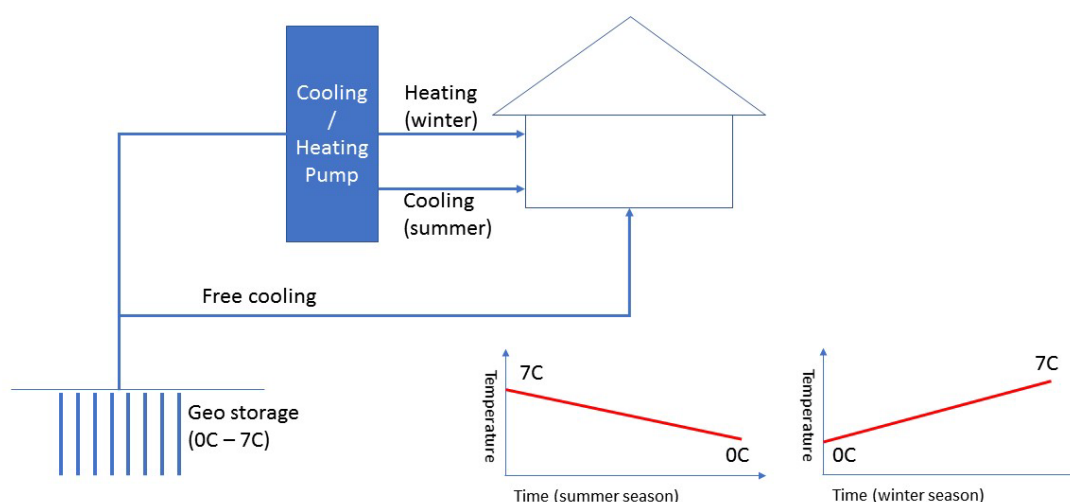 Cooling
/
Heating
Pump
Heating
(winter)
Cooling
(summer)
Free cooling
Geo storage
(0C – 7C)
Temperature
7C
0C
Time (summer season)
Temperature
7C
0C
Time (winter season)